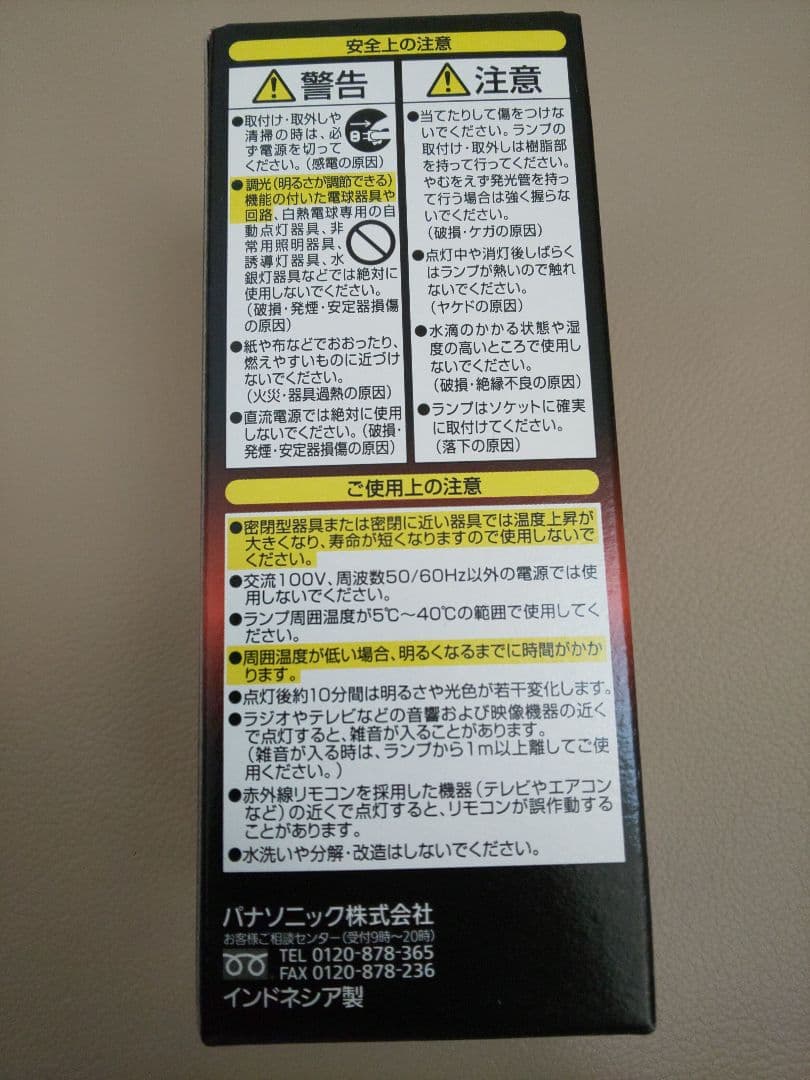 安全上の注意
警告
●取付け・取外しや
清掃の時は、必
ず電源を切って
ください。（感電の原因）
●調光（明るさが調節できる）
機能の付いた電球器具や
回路、白熱電球専用の自
動点灯器具、非
常用照明器具、
誘導灯器具、水
銀灯器具などでは絶対に
使用しないでください。
（破損・発煙・安定器損傷
の原因）
●紙や布などでおおったり、
燃えやすいものに近づけ
ないでください。
（火災・器具過熱の原因）
●直流電源では絶対に使用
しないでください。（破損・
発煙・安定器損傷の原因）
注意
●当てたりして傷をつけな
いでください。ランプの
取付け・取外しは樹脂部
を持って行ってください。
やむをえず発光管を持っ
て行う場合は強く握らな
いでください。
（破損・ケガの原因）
●点灯中や消灯後しばらく
はランプが熱いので触れ
ないでください。
（ヤケドの原因）
●水滴のかかる状態や湿
度の高いところで使用し
ないでください。
（破損・絶縁不良の原因）
●ランプはソケットに確実
に取付けてください。
（落下の原因）
ご使用上の注意
●密閉型器具または密閉に近い器具では温度上昇が
大きくなり、寿命が短くなりますので使用しないで
ください。
●交流100V、周波数50/60Hz以外の電源では使
用しないでください。
●ランプ周囲温度が5℃〜40℃の範囲で使用してく
ださい。
●周囲温度が低い場合、明るくなるまでに時間がかか
ります。
●点灯後約10分間は明るさや光色が若干変化します。
●ラジオやテレビなどの音響および映像機器の近く
で点灯すると、雑音が入ることがあります。
（雑音が入る時は、ランプから1m以上離してご使
用ください。）
●赤外線リモコンを採用した機器（テレビやエアコン
など）の近くで点灯すると、リモコンが誤作動する
ことがあります。
●水洗いや分解・改造はしないでください。
パナソニック株式会社
お客様ご相談センター（受付9時〜20時）
TEL 0120-878-365
FAX 0120-878-236
インドネシア製